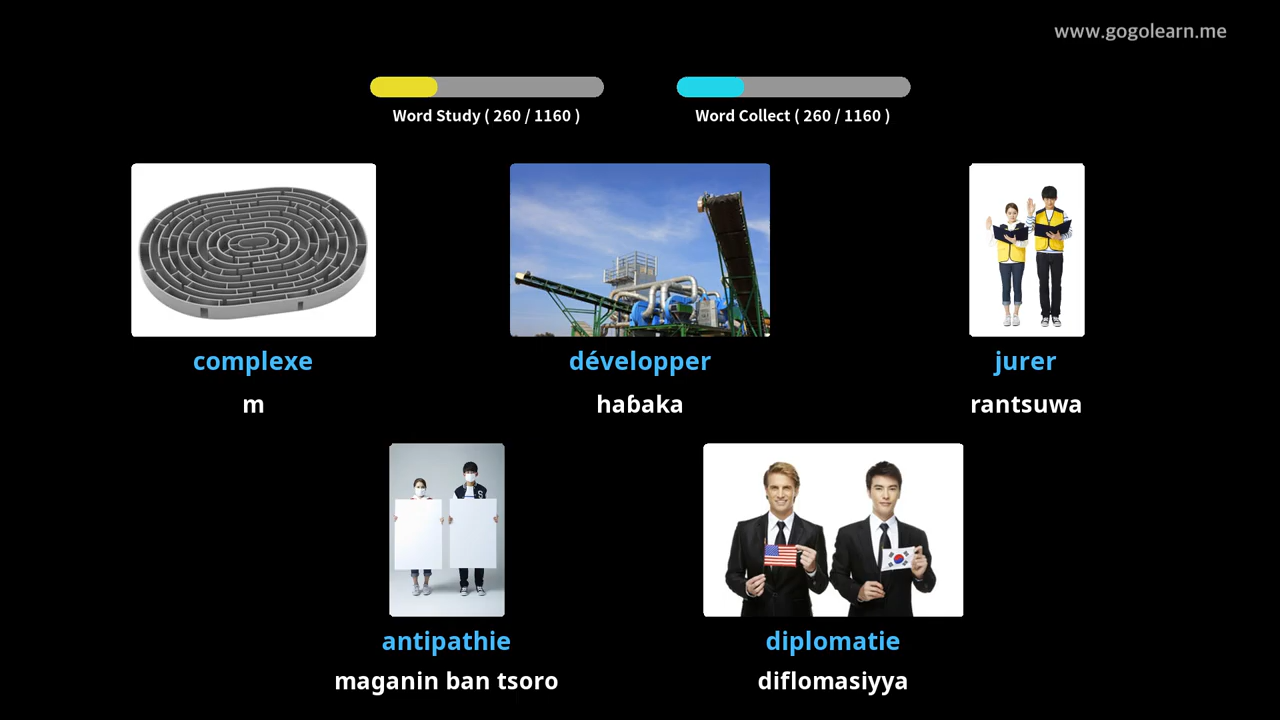 www.gogolearn.me
Word Study ( 260 / 1160 )
Word Collect ( 260 / 1160 )
complexe
développer
jurer
m
haɓaka
rantsuwa
antipathie
diplomatie
maganin ban tsoro
diflomasiyya